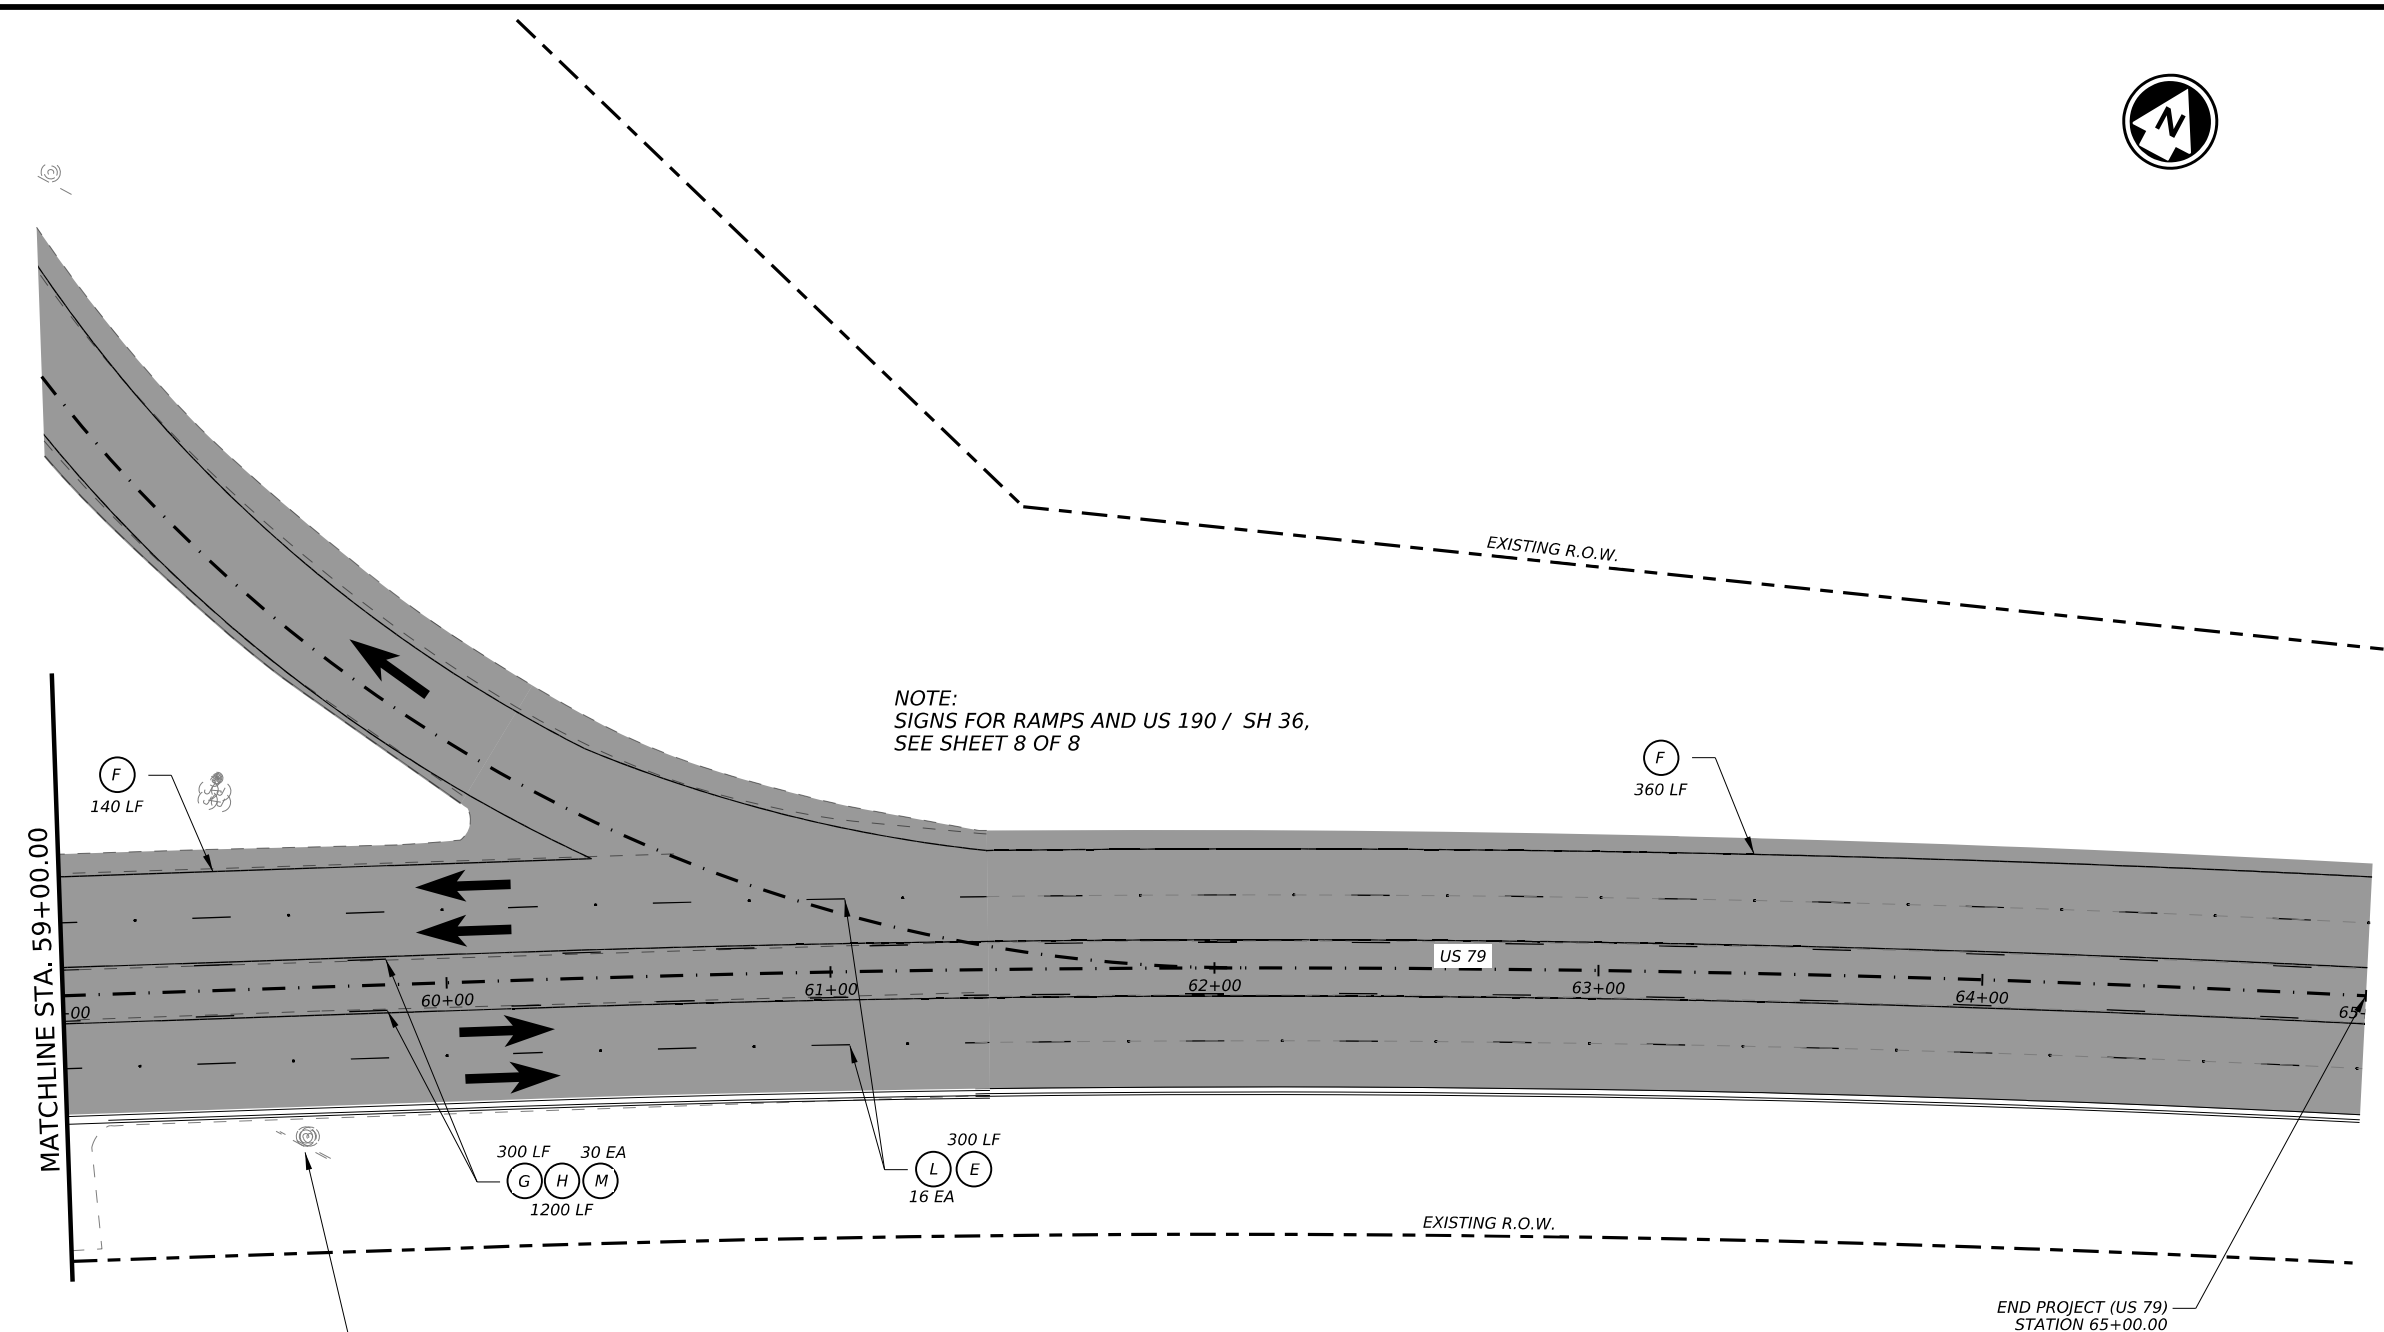 N
EXISTING R.O.W.
NOTE:
SIGNS FOR RAMPS AND US 190 / SH 36,
SEE SHEET 8 OF 8
F
140 LF
F
360 LF
MATCHLINE STA. 59+00.00
US 79
-00
60+00
61+00
62+00
63+00
64+00
65-
300 LF 30 EA
G H M
1200 LF
300 LF
L E
16 EA
EXISTING R.O.W.
END PROJECT (US 79)
STATION 65+00.00